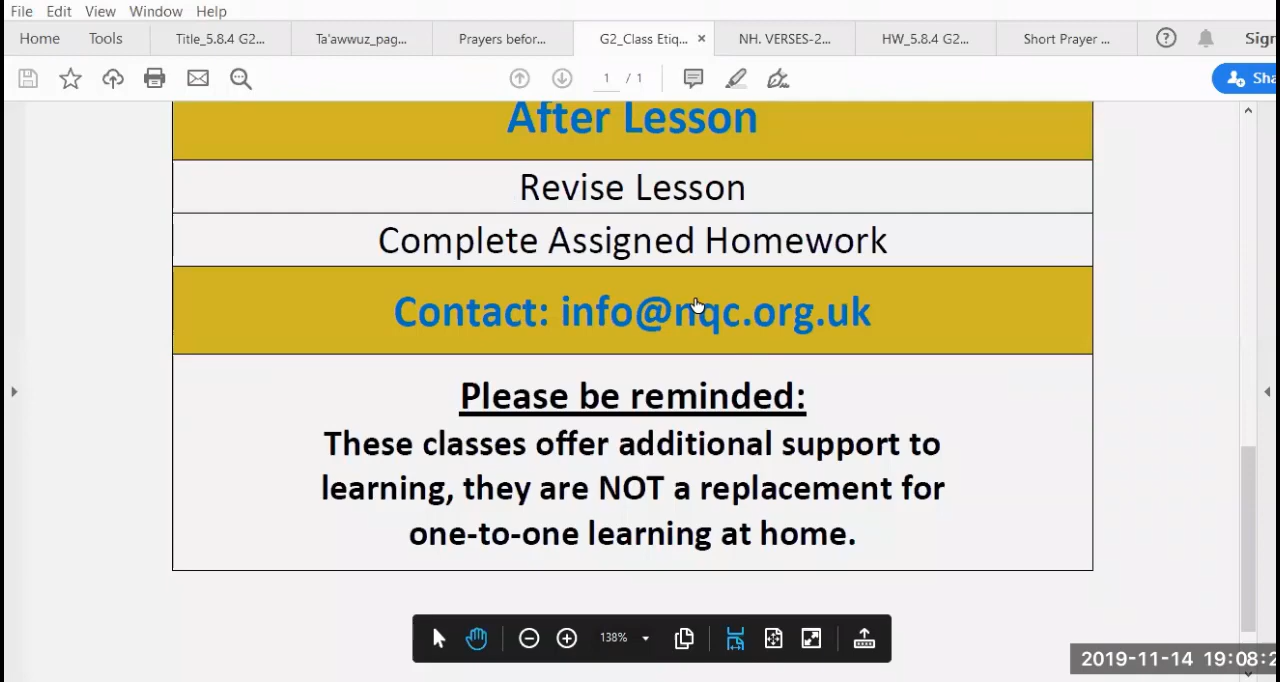 File Edit View Window Help
Home Tools Title_5.8.4 G2... Ta'awwuz_pag... Prayers befor... G2_Class Etiq... × NH. VERSES-2... HW_5.8.4 G2... Short Prayer ... Sign
1 / 1 Sha
After Lesson
Revise Lesson
Complete Assigned Homework
Contact: info@nqc.org.uk
Please be reminded:
These classes offer additional support to
learning, they are NOT a replacement for
one-to-one learning at home.
138%
2019-11-14 19:08:2